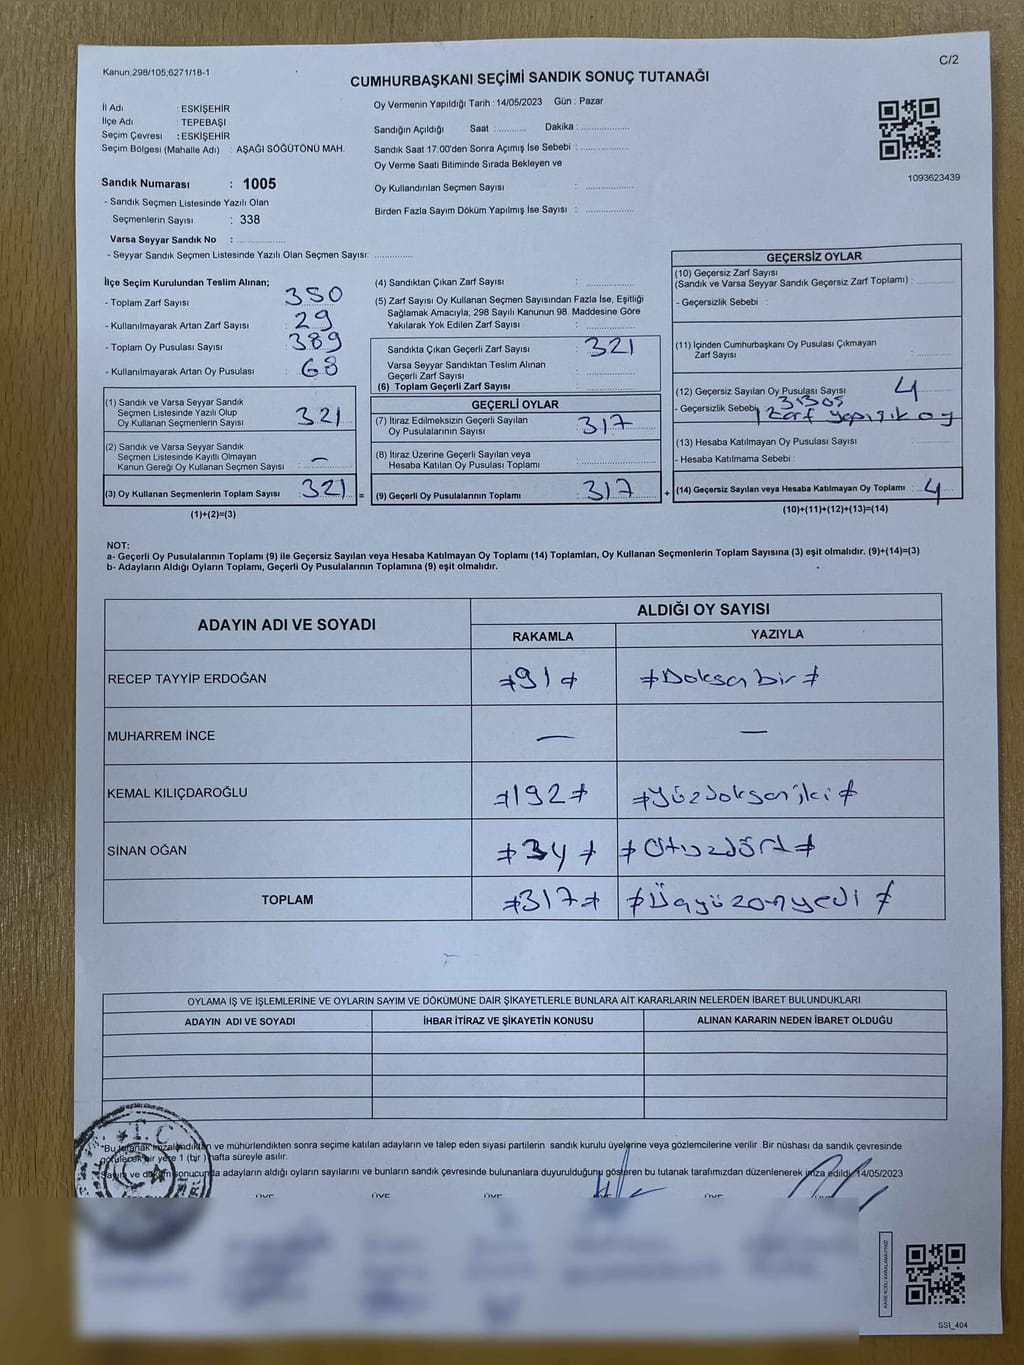 Kanun:298/105;6271/18-1
C/2
CUMHURBAŞKANI SEÇİMİ SANDIK SONUÇ TUTANAĞI
İl Adı : ESKİŞEHİR
İlçe Adı : TEPEBAŞI
Seçim Çevresi : ESKİŞEHİR
Seçim Bölgesi (Mahalle Adı) : AŞAĞI SÖĞÜTÖNÜ MAH.
Sandık Numarası : 1005
- Sandık Seçmen Listesinde Yazılı Olan
Seçmenlerin Sayısı : 338
Varsa Seyyar Sandık No : ...............
- Seyyar Sandık Seçmen Listesinde Yazılı Olan Seçmen Sayısı: ............
Oy Vermenin Yapıldığı Tarih : 14/05/2023 Gün : Pazar
Sandığın Açıldığı Saat :........... Dakika :................
Sandık Saat 17:00'den Sonra Açımış İse Sebebi :................
Oy Verme Saati Bitiminde Sırada Bekleyen ve
Oy Kullandırılan Seçmen Sayısı : ................
Birden Fazla Sayım Döküm Yapılmış İse Sayısı : ................
1093623439
İlçe Seçim Kurulundan Teslim Alınan;
- Toplam Zarf Sayısı : 350
- Kullanılmayarak Artan Zarf Sayısı : 29
- Toplam Oy Pusulası Sayısı : 389
- Kullanılmayarak Artan Oy Pusulası : 68
(1) Sandık ve Varsa Seyyar Sandık
Seçmen Listesinde Yazılı Olup
Oy Kullanan Seçmenlerin Sayısı : 321
(2) Sandık ve Varsa Seyyar Sandık
Seçmen Listesinde Kayıtlı Olmayan
Kanun Gereği Oy Kullanan Seçmen Sayısı : –
(3) Oy Kullanan Seçmenlerin Toplam Sayısı : 321 =
(1)+(2)=(3)
(4) Sandıktan Çıkan Zarf Sayısı : ................
(5) Zarf Sayısı Oy Kullanan Seçmen Sayısından Fazla İse, Eşitliği
Sağlamak Amacıyla; 298 Sayılı Kanunun 98. Maddesine Göre
Yakılarak Yok Edilen Zarf Sayısı : ................
Sandıkta Çıkan Geçerli Zarf Sayısı : 321
Varsa Seyyar Sandıktan Teslim Alınan
Geçerli Zarf Sayısı : ................
(6) Toplam Geçerli Zarf Sayısı : ................
GEÇERLİ OYLAR
(7) İtiraz Edilmeksizin Geçerli Sayılan
Oy Pusulalarının Sayısı : 317
(8) İtiraz Üzerine Geçerli Sayılan veya
Hesaba Katılan Oy Pusulası Toplamı : ................
(9) Geçerli Oy Pusulalarının Toplamı : 317 +
GEÇERSİZ OYLAR
(10) Geçersiz Zarf Sayısı
(Sandık ve Varsa Seyyar Sandık Geçersiz Zarf Toplamı) : ............
- Geçersizlik Sebebi :
(11) İçinden Cumhurbaşkanı Oy Pusulası Çıkmayan
Zarf Sayısı : ............
(12) Geçersiz Sayılan Oy Pusulası Sayısı : 4
- Geçersizlik Sebebi : 1 zarf yapışık oy
(13) Hesaba Katılmayan Oy Pusulası Sayısı : ............
- Hesaba Katılmama Sebebi :
(14) Geçersiz Sayılan veya Hesaba Katılmayan Oy Toplamı : 4
(10)+(11)+(12)+(13)=(14)
NOT:
a- Geçerli Oy Pusulalarının Toplamı (9) ile Geçersiz Sayılan veya Hesaba Katılmayan Oy Toplamı (14) Toplamları, Oy Kullanan Seçmenlerin Toplam Sayısına (3) eşit olmalıdır. (9)+(14)=(3)
b- Adayların Aldığı Oyların Toplamı, Geçerli Oy Pusulalarının Toplamına (9) eşit olmalıdır.
ADAYIN ADI VE SOYADI
ALDIĞI OY SAYISI
RAKAMLA YAZIYLA
RECEP TAYYİP ERDOĞAN ≠91≠ ≠Doksan bir≠
MUHARREM İNCE — —
KEMAL KILIÇDAROĞLU ≠192≠ ≠Yüzdoksaniki≠
SİNAN OĞAN ≠34≠ ≠Otuzdört≠
TOPLAM ≠317≠ ≠Üçyüzonyedi≠
OYLAMA İŞ VE İŞLEMLERİNE VE OYLARIN SAYIM VE DÖKÜMÜNE DAİR ŞİKAYETLERLE BUNLARA AİT KARARLARIN NELERDEN İBARET BULUNDUKLARI
ADAYIN ADI VE SOYADI İHBAR İTİRAZ VE ŞİKAYETİN KONUSU ALINAN KARARIN NEDEN İBARET OLDUĞU
T.C
*Bu tutanak imzalandıktan ve mühürlendikten sonra seçime katılan adayların ve talep eden siyasi partilerin sandık kurulu üyelerine veya gözlemcilerine verilir Bir nüshası da sandık çevresinde
görülecek bir yere 1 (bir) hafta süreyle asılır.
Sayım ve döküm sonucunda adayların aldığı oyların sayılarını ve bunların sandık çevresinde bulunanlara duyurulduğunu gösteren bu tutanak tarafımızdan düzenlenerek imza edildi. 14/05/2023
ÜYE ÜYE ÜYE ÜYE ÜYE
KARE KODU KARALAMAYINIZ!
SSI_404